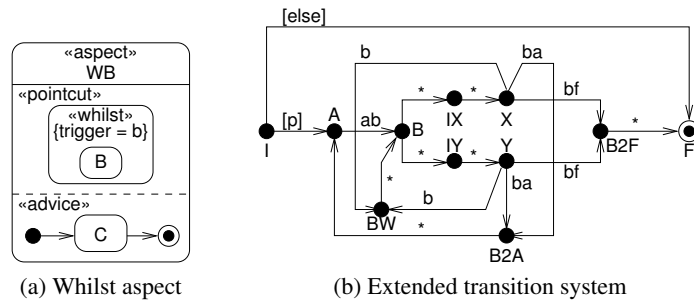 «aspect»
WB
«pointcut»
«whilst»
{trigger = b}
B
«advice»
C
(a) Whilst aspect
[else]
b
ba
* * bf
IX X
[p] A ab B
I
IY Y
* * B2F * F
bf
ba
b
*
BW
*
B2A
(b) Extended transition system